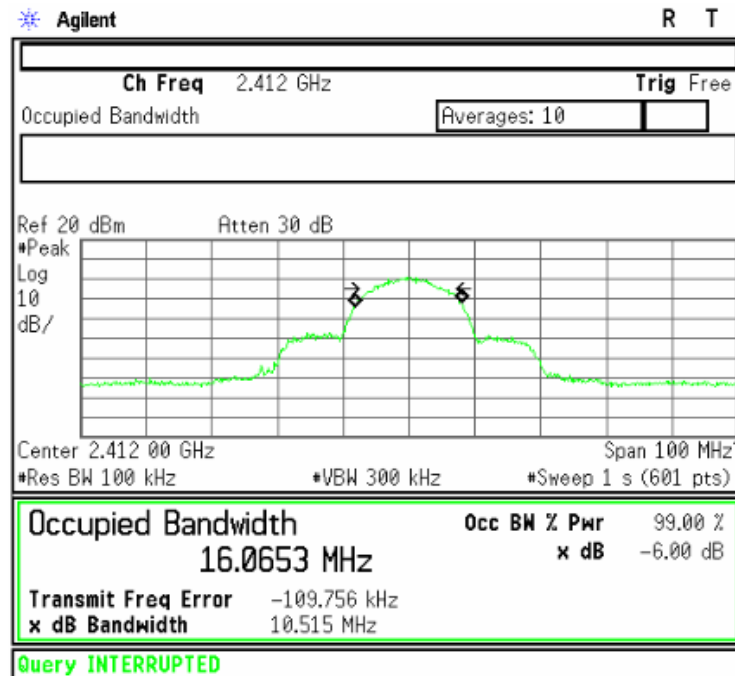 Agilent R T
Ch Freq 2.412 GHz Trig Free
Occupied Bandwidth Averages: 10
Ref 20 dBm Atten 30 dB
#Peak
Log
10
dB/
Center 2.412 00 GHz Span 100 MHz
#Res BW 100 kHz #VBW 300 kHz #Sweep 1 s (601 pts)
Occupied Bandwidth Occ BW % Pwr 99.00 %
16.0653 MHz x dB -6.00 dB
Transmit Freq Error -109.756 kHz
x dB Bandwidth 10.515 MHz
Query INTERRUPTED